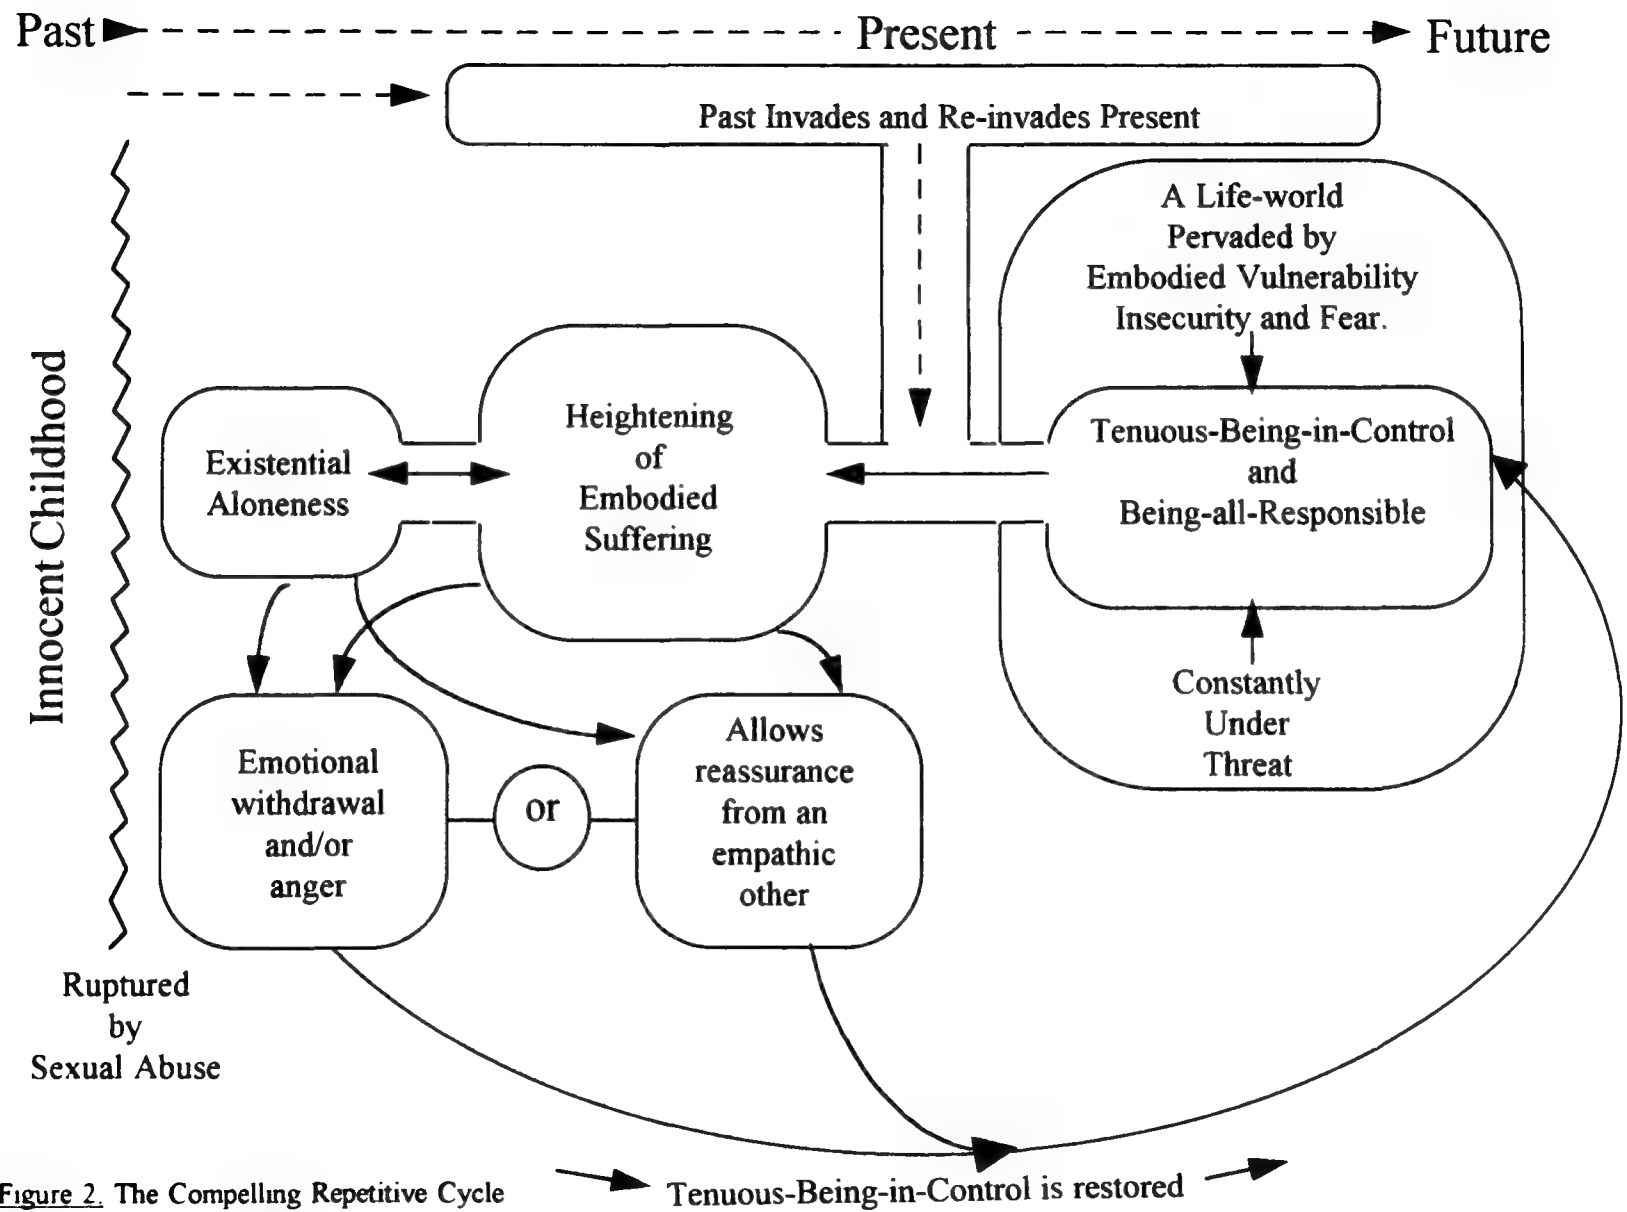 Past Present Future
Past Invades and Re-invades Present
A Life-world
Pervaded by
Embodied Vulnerability
Insecurity and Fear.
Innocent Childhood
Existential
Aloneness
Heightening
of
Embodied
Suffering
Tenuous-Being-in-Control
and
Being-all-Responsible
Constantly
Under
Threat
Emotional
withdrawal
and/or
anger
or
Allows
reassurance
from an
empathic
other
Ruptured
by
Sexual Abuse
Figure 2. The Compelling Repetitive Cycle
Tenuous-Being-in-Control is restored